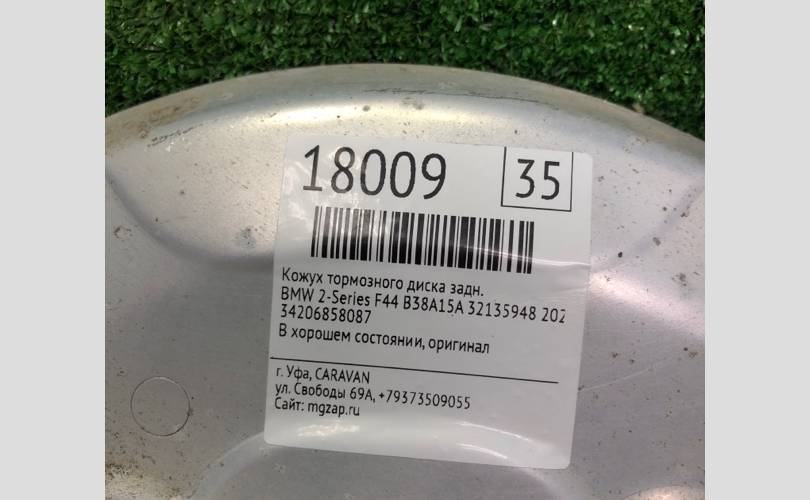 18009 35
Кожух тормозного диска задн.
BMW 2-Series F44 B38A15A 32135948 202
34206858087
В хорошем состоянии, оригинал
г. Уфа, CARAVAN
ул. Свободы 69А, +79373509055
Сайт: mgzap.ru